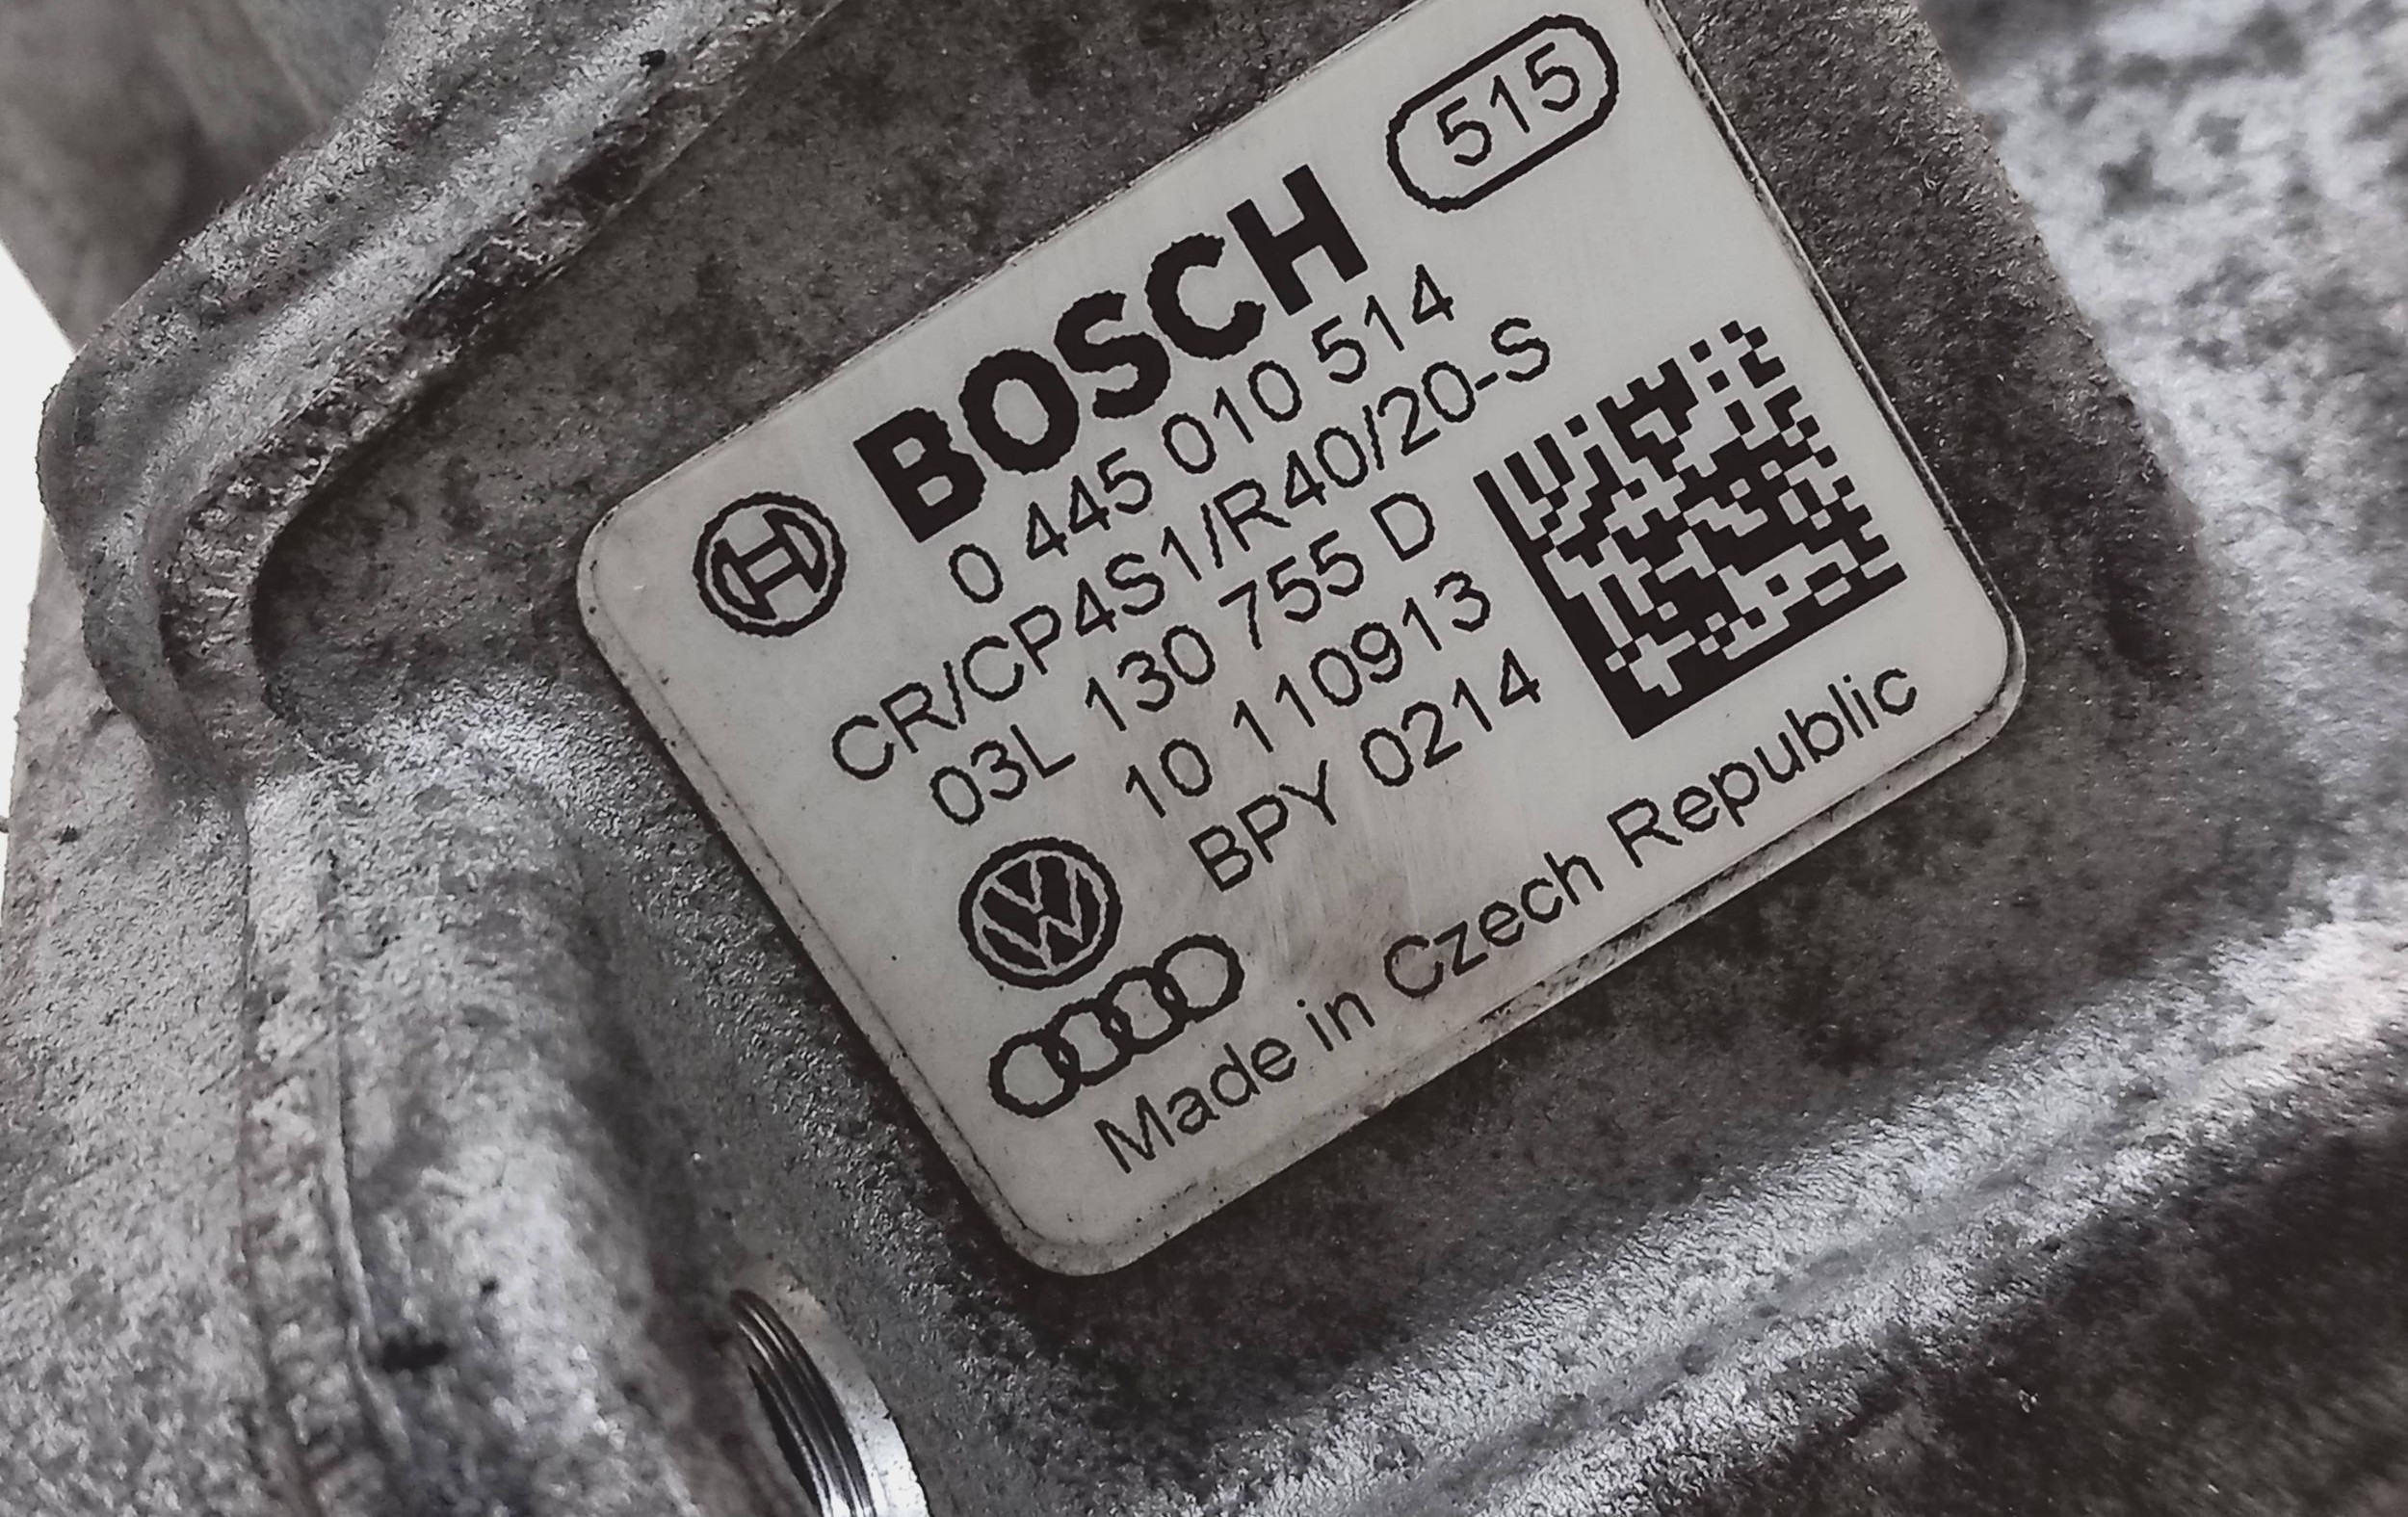 515
BOSCH
0 445 010 514
CR/CP4S1/R40/20-S
03L 130 755 D
10 110913
BPY 0214
Made in Czech Republic